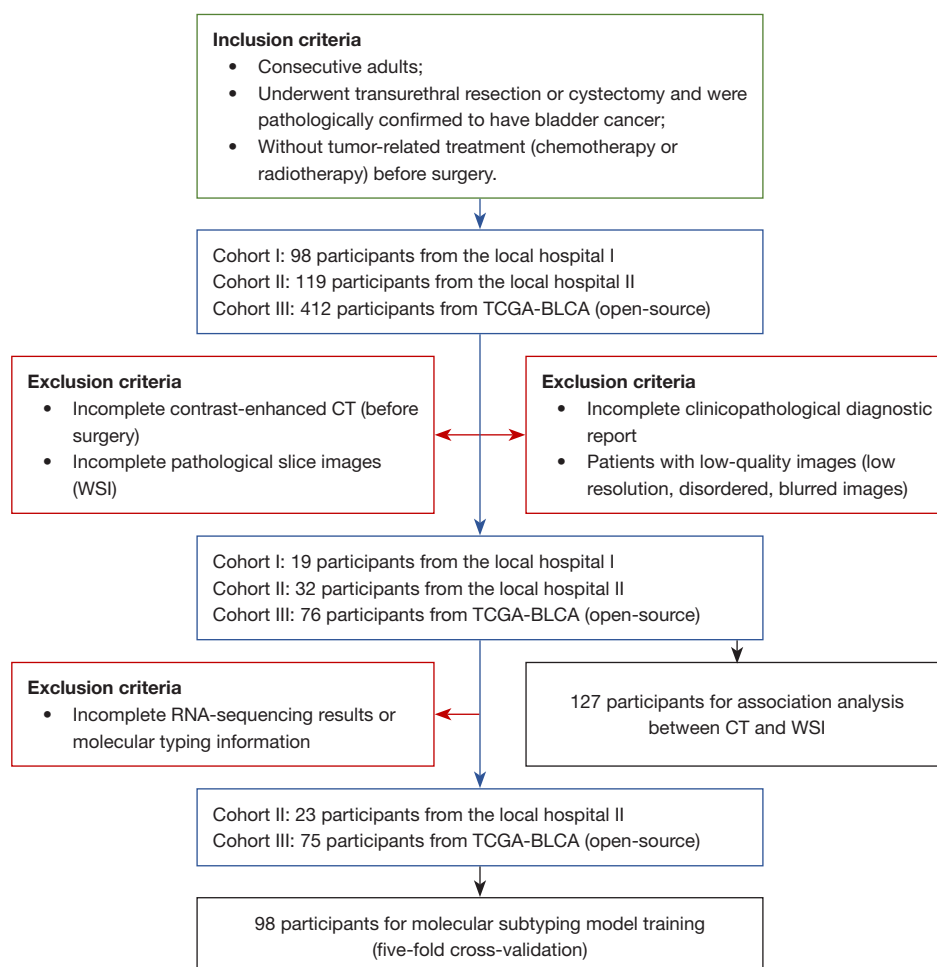 Inclusion criteria
• Consecutive adults;
• Underwent transurethral resection or cystectomy and were
pathologically confirmed to have bladder cancer;
• Without tumor-related treatment (chemotherapy or
radiotherapy) before surgery.
Cohort I: 98 participants from the local hospital I
Cohort II: 119 participants from the local hospital II
Cohort III: 412 participants from TCGA-BLCA (open-source)
Exclusion criteria
• Incomplete contrast-enhanced CT (before
surgery)
• Incomplete pathological slice images
(WSI)
Exclusion criteria
• Incomplete clinicopathological diagnostic
report
• Patients with low-quality images (low
resolution, disordered, blurred images)
Cohort I: 19 participants from the local hospital I
Cohort II: 32 participants from the local hospital II
Cohort III: 76 participants from TCGA-BLCA (open-source)
Exclusion criteria
• Incomplete RNA-sequencing results or
molecular typing information
127 participants for association analysis
between CT and WSI
Cohort II: 23 participants from the local hospital II
Cohort III: 75 participants from TCGA-BLCA (open-source)
98 participants for molecular subtyping model training
(five-fold cross-validation)